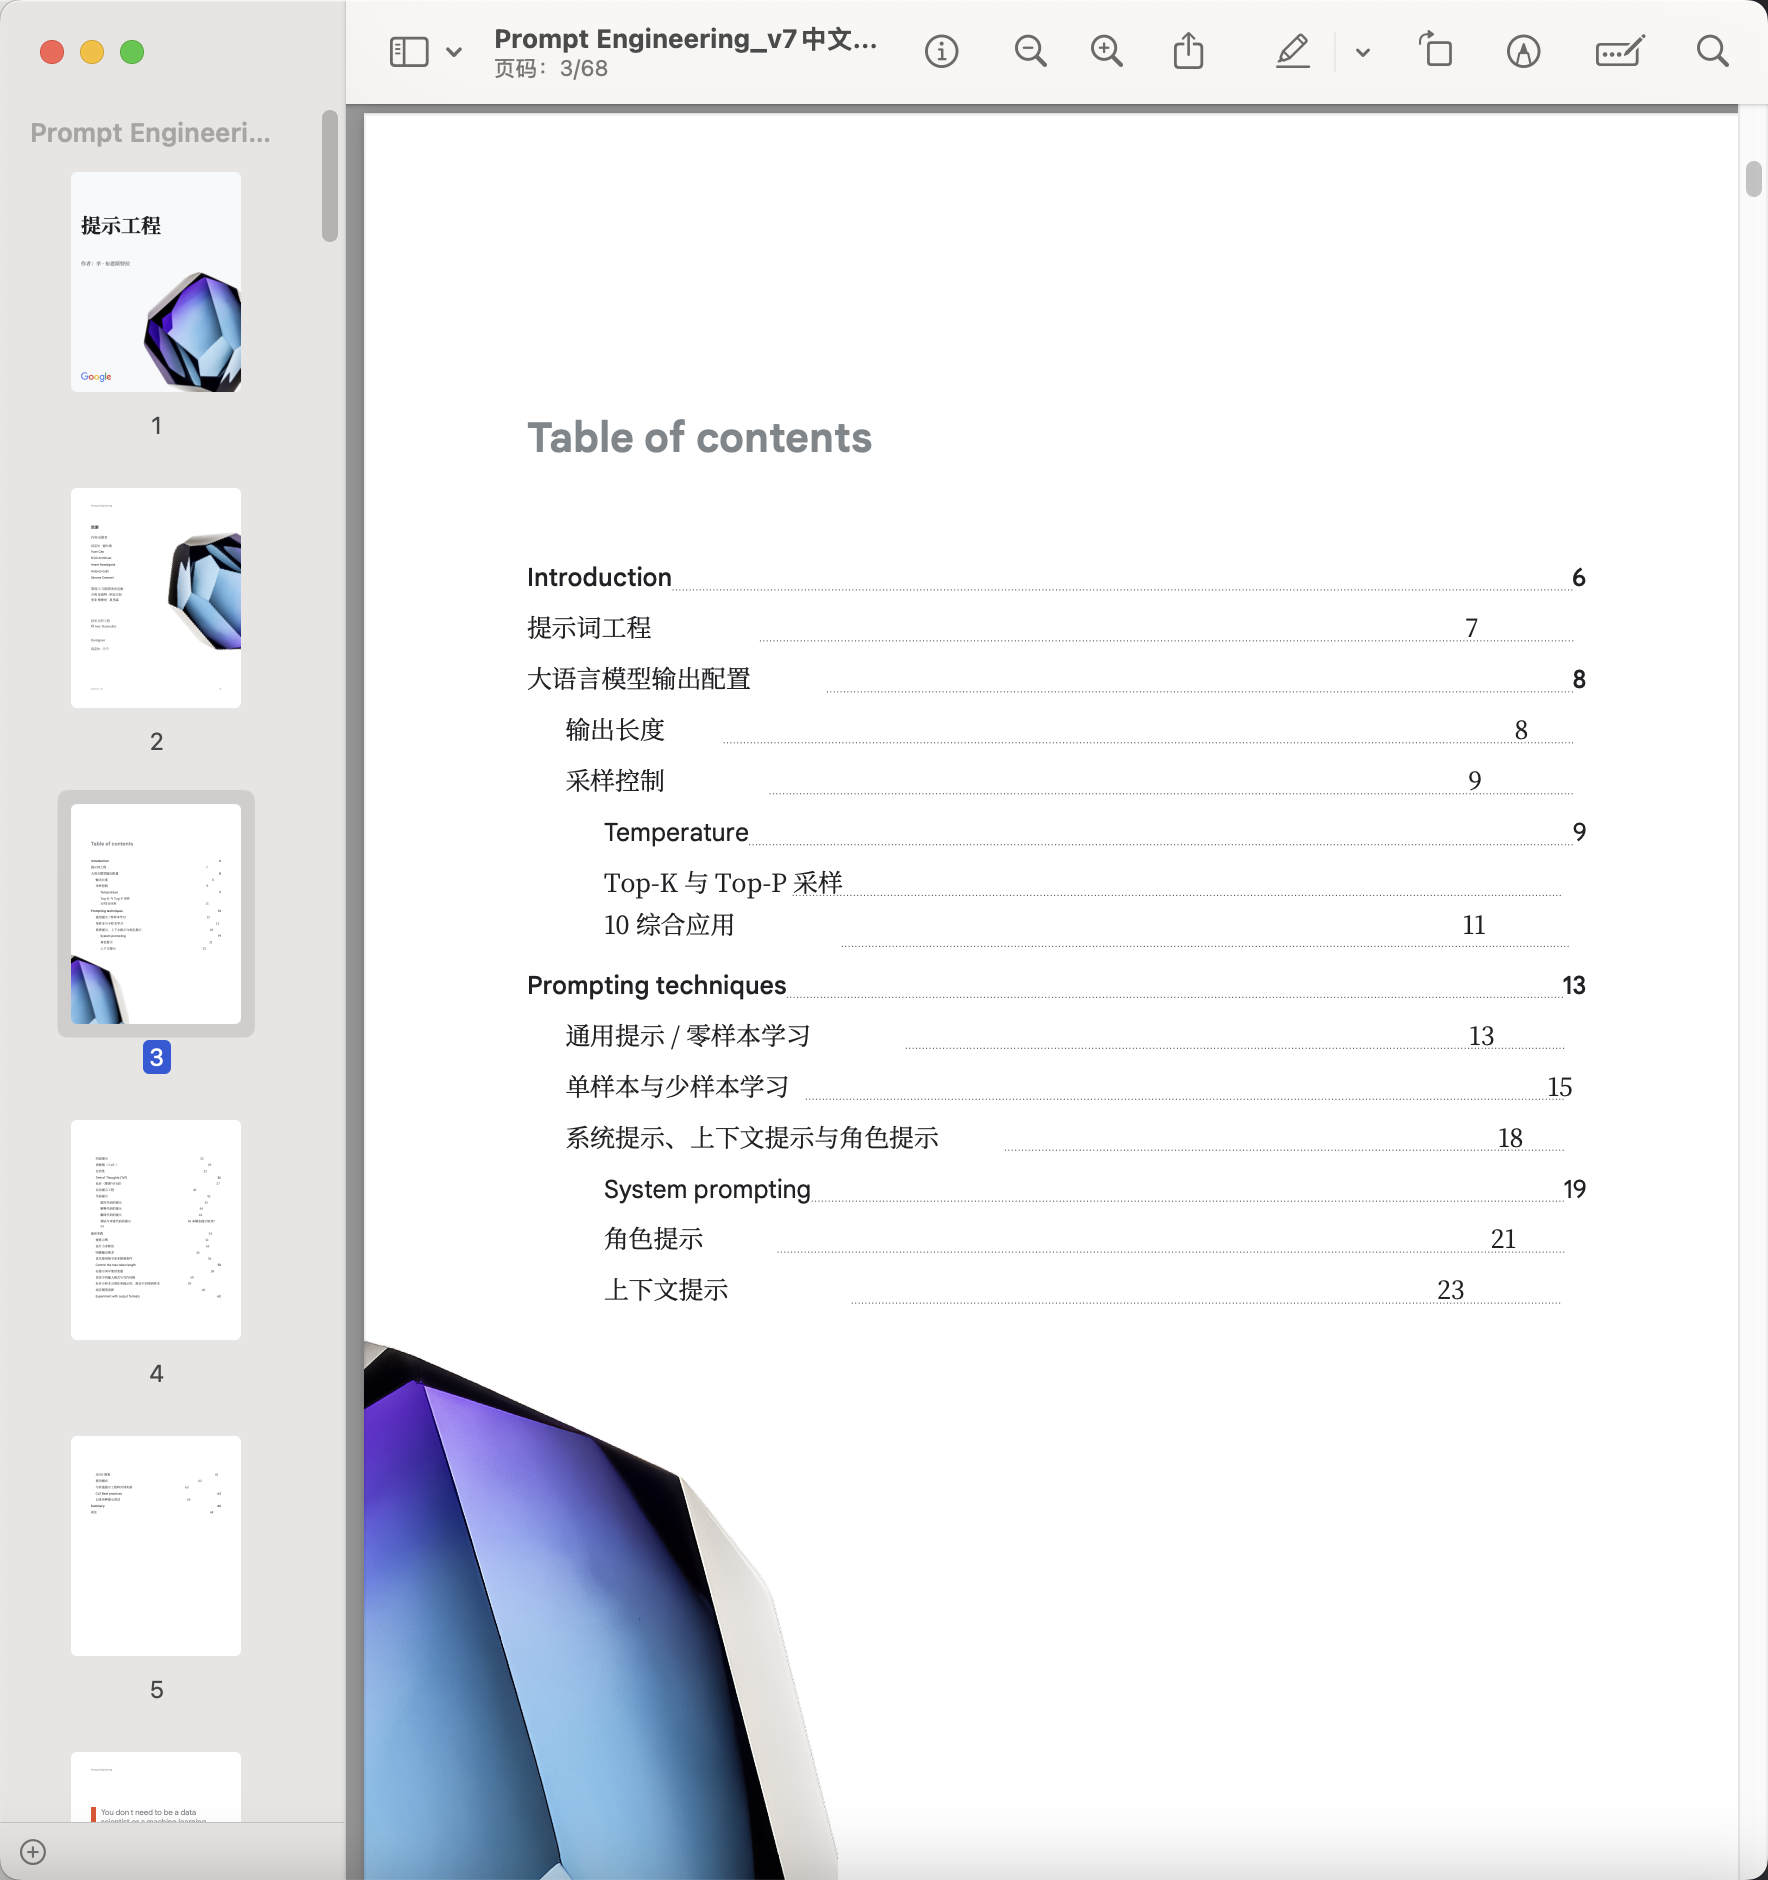 Prompt Engineering_v7中文...
页码：3/68
Prompt Engineeri...
提示工程
Google
1
2
Table of contents
3
4
5
You don t need to be a data
Table of contents
Introduction 6
提示词工程 7
大语言模型输出配置 8
输出长度 8
采样控制 9
Temperature 9
Top-K 与 Top-P 采样
10 综合应用 11
Prompting techniques 13
通用提示 / 零样本学习 13
单样本与少样本学习 15
系统提示、上下文提示与角色提示 18
System prompting 19
角色提示 21
上下文提示 23